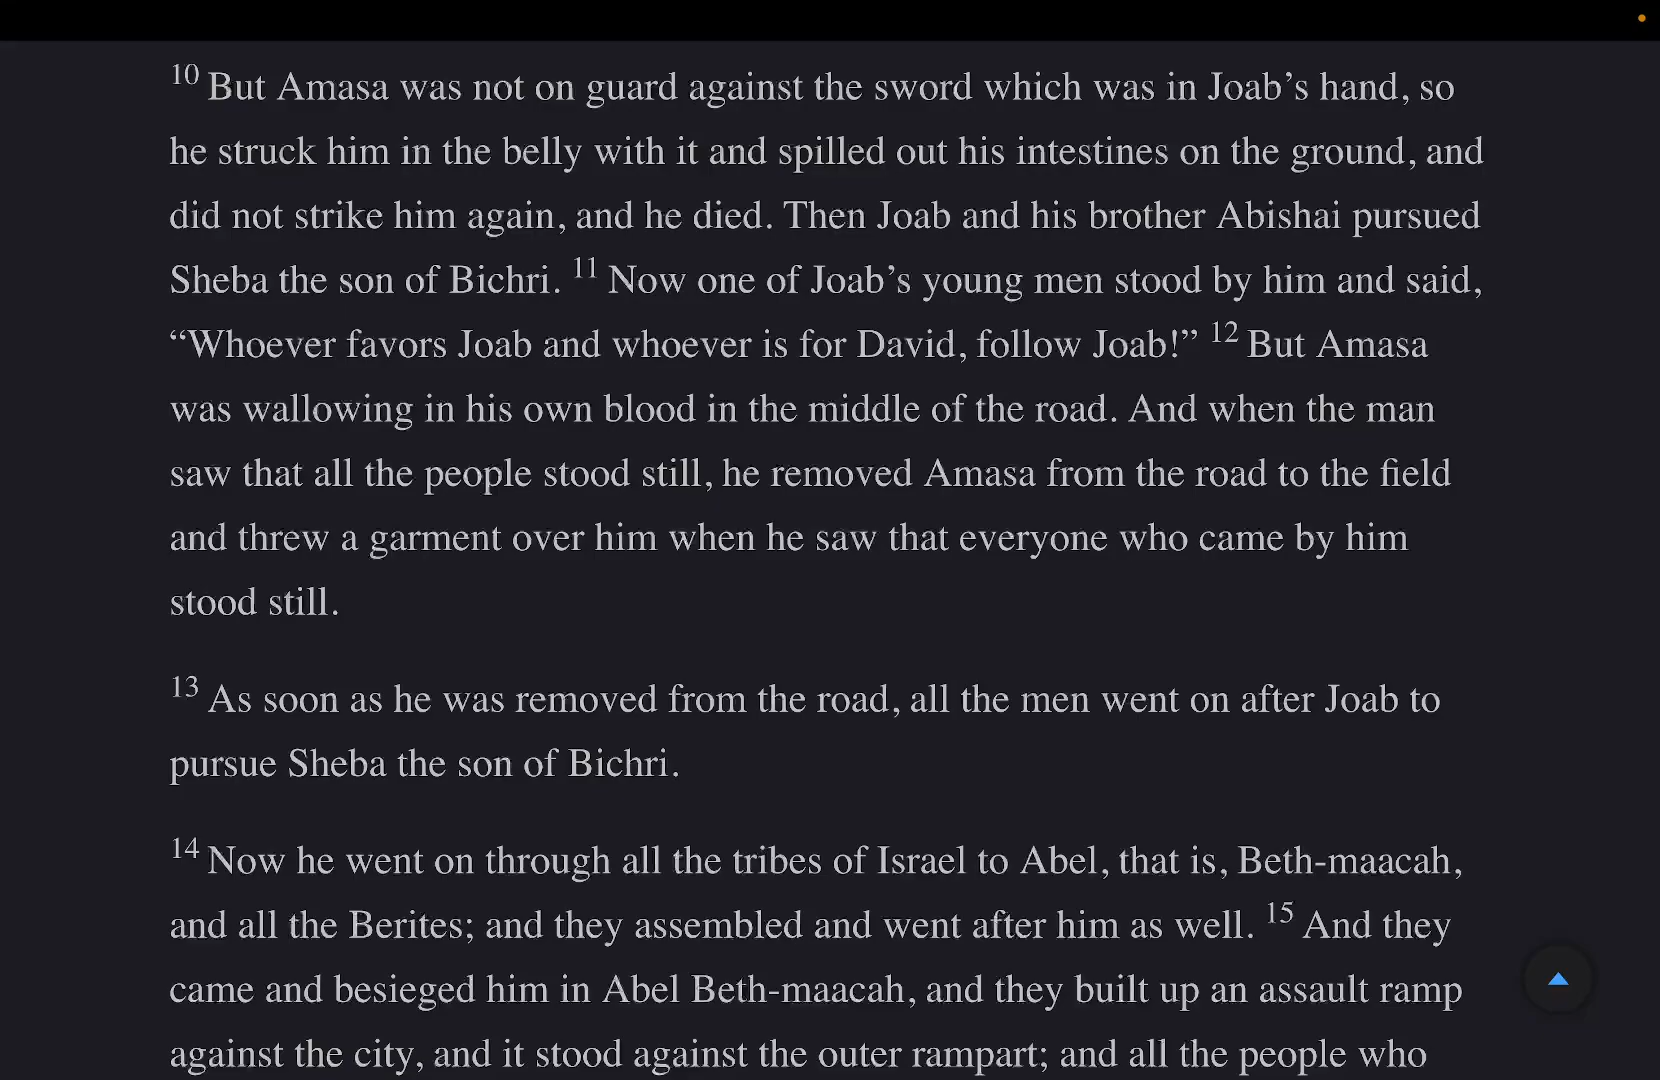 10 But Amasa was not on guard against the sword which was in Joab’s hand, so
he struck him in the belly with it and spilled out his intestines on the ground, and
did not strike him again, and he died. Then Joab and his brother Abishai pursued
Sheba the son of Bichri. 11 Now one of Joab’s young men stood by him and said,
“Whoever favors Joab and whoever is for David, follow Joab!” 12 But Amasa
was wallowing in his own blood in the middle of the road. And when the man
saw that all the people stood still, he removed Amasa from the road to the field
and threw a garment over him when he saw that everyone who came by him
stood still.
13 As soon as he was removed from the road, all the men went on after Joab to
pursue Sheba the son of Bichri.
14 Now he went on through all the tribes of Israel to Abel, that is, Beth-maacah,
and all the Berites; and they assembled and went after him as well. 15 And they
came and besieged him in Abel Beth-maacah, and they built up an assault ramp
against the city, and it stood against the outer rampart; and all the people who